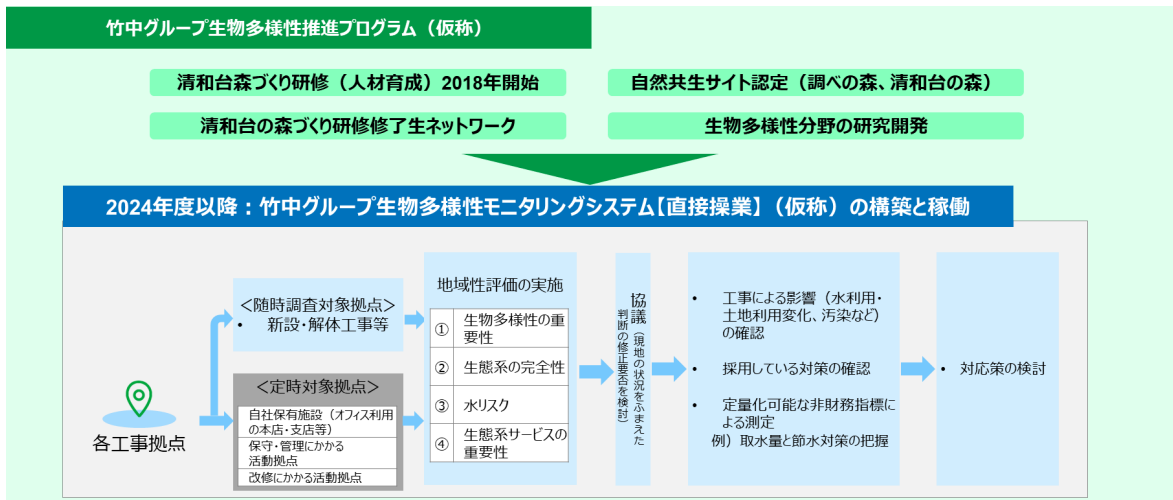 竹中グループ生物多様性推進プログラム（仮称）
清和台森づくり研修（人材育成）2018年開始
自然共生サイト認定（調べの森、清和台の森）
清和台の森づくり研修修了生ネットワーク
生物多様性分野の研究開発
2024年度以降：竹中グループ生物多様性モニタリングシステム【直接操業】（仮称）の構築と稼働
各工事拠点
＜随時調査対象拠点＞
• 新設・解体工事等
＜定時対象拠点＞
自社保有施設（オフィス利用
の本店・支店等）
保守・管理にかかる
活動拠点
改修にかかる活動拠点
地域性評価の実施
① 生物多様性の重
要性
② 生態系の完全性
③ 水リスク
④ 生態系サービスの
重要性
協議（現地の状況をふまえた
判断の修正要否を検討）
• 工事による影響（水利用・
土地利用変化、汚染など）
の確認
• 採用している対策の確認
• 定量化可能な非財務指標に
よる測定
例）取水量と節水対策の把握
• 対応策の検討